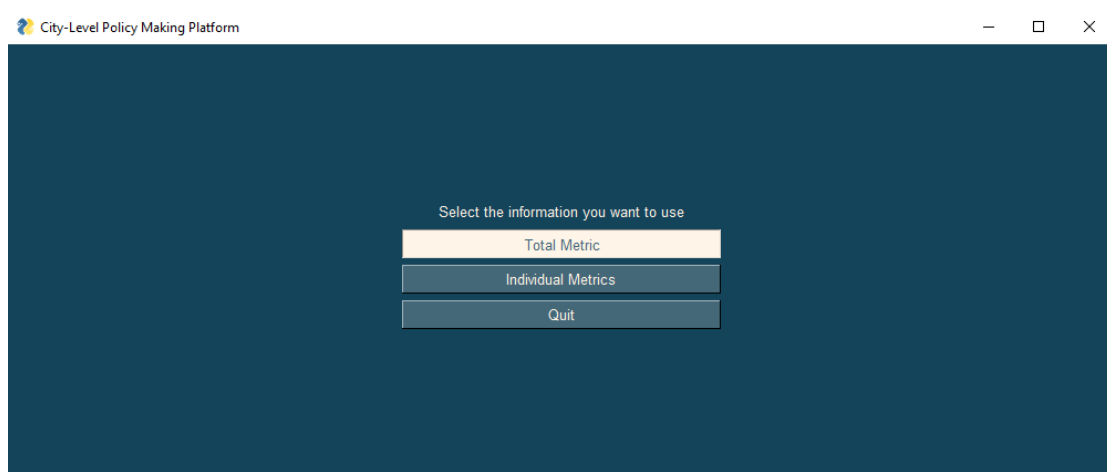 City-Level Policy Making Platform
Select the information you want to use
Total Metric
Individual Metrics
Quit